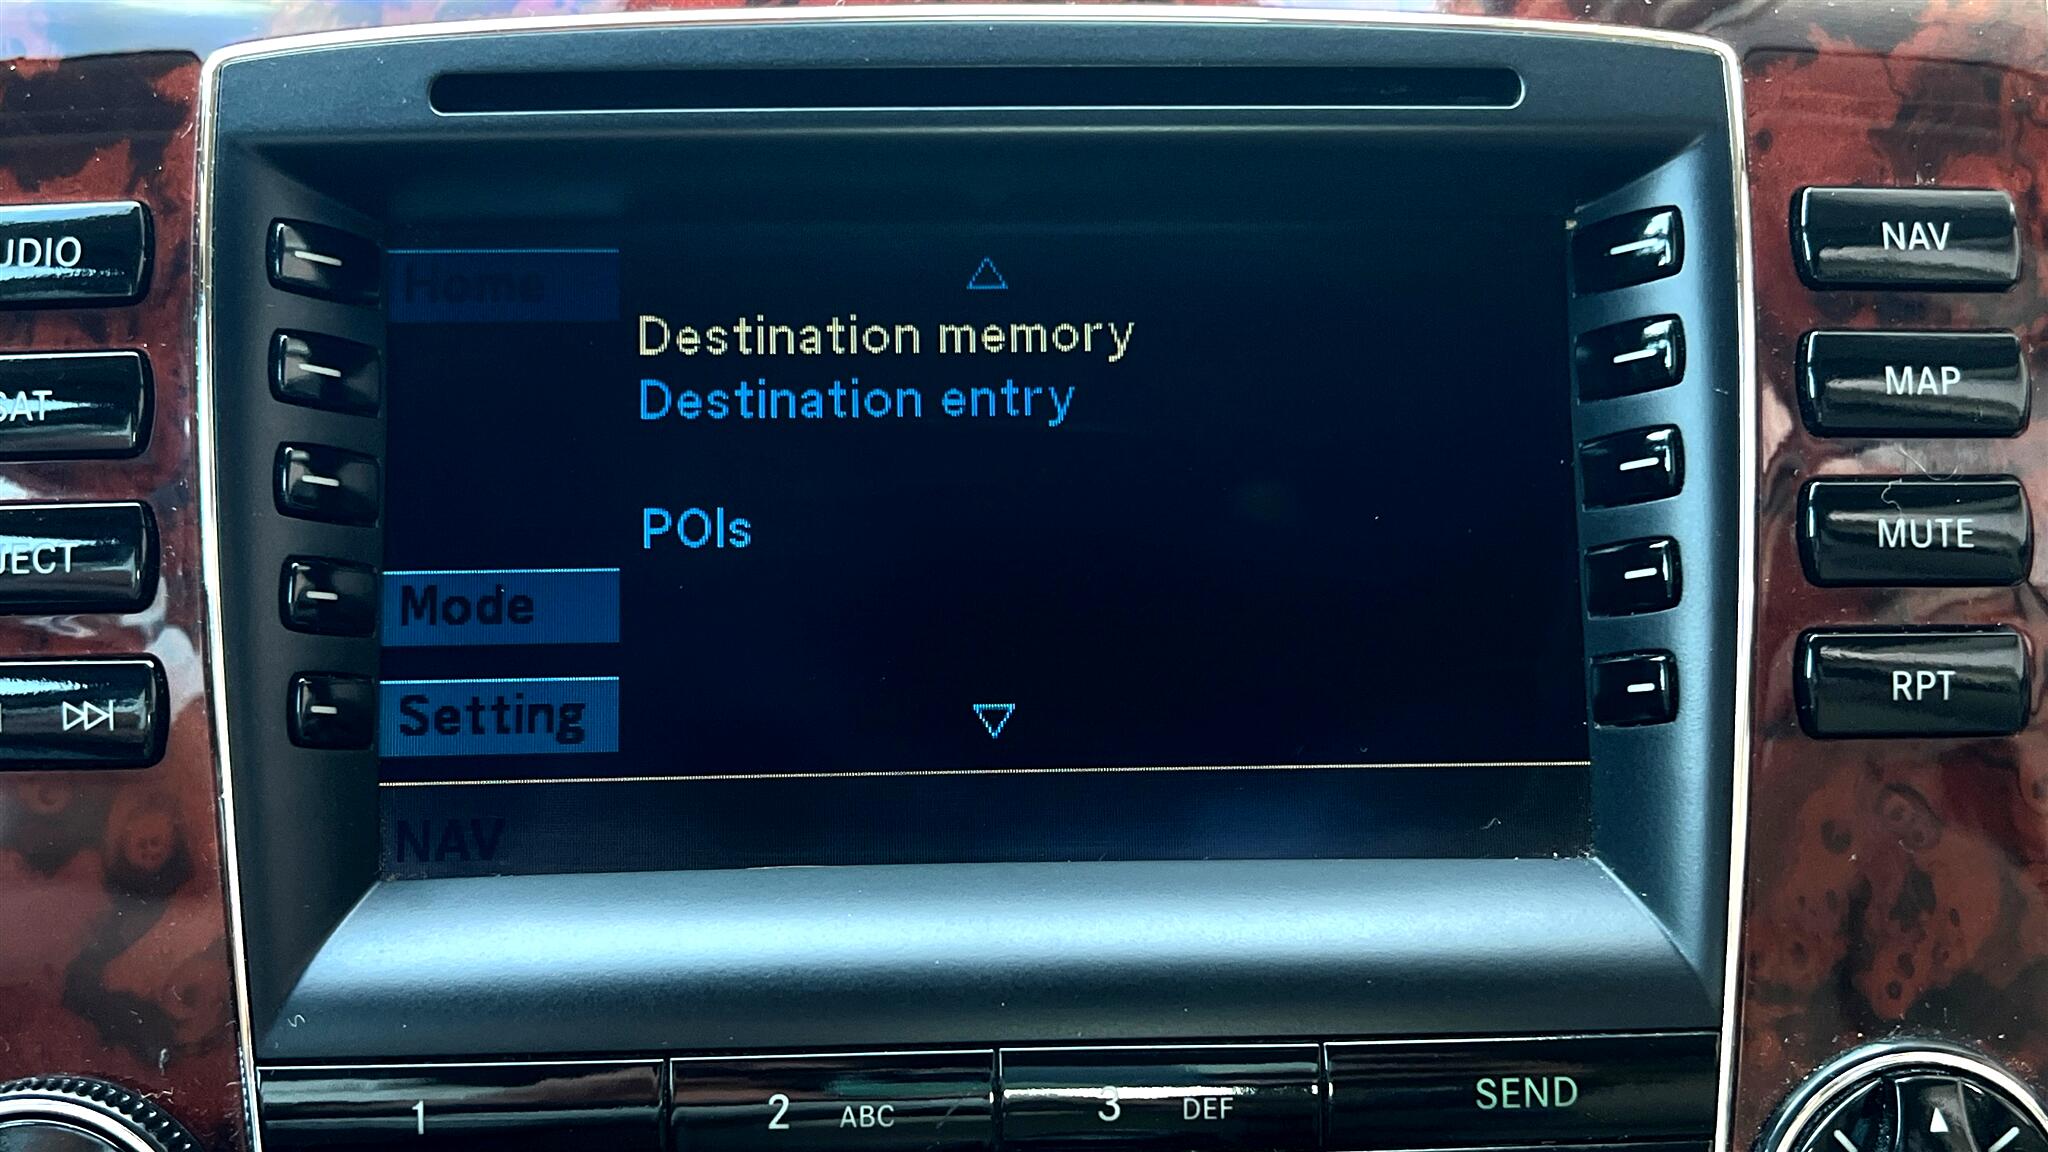 UDIO
NAV
Home
Destination memory
SAT
MAP
Destination entry
POIs
JECT
MUTE
Mode
Setting
RPT
NAV
1
2 ABC
3 DEF
SEND